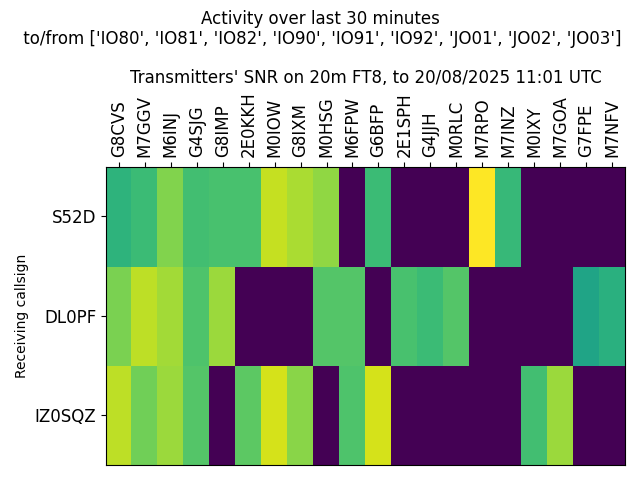 Activity over last 30 minutes
to/from ['IO80', 'IO81', 'IO82', 'IO90', 'IO91', 'IO92', 'JO01', 'JO02', 'JO03']
Transmitters' SNR on 20m FT8, to 20/08/2025 11:01 UTC
G8CVS
M7GGV
M6INJ
G4SJG
G8IMP
2E0KKH
M0IOW
G8IXM
M0HSG
M6FPW
G6BFP
2E1SPH
G4JJH
M0RLC
M7RPO
M7INZ
M0IXY
M7GOA
G7FPE
M7NFV
Receiving callsign
S52D
DL0PF
IZ0SQZ